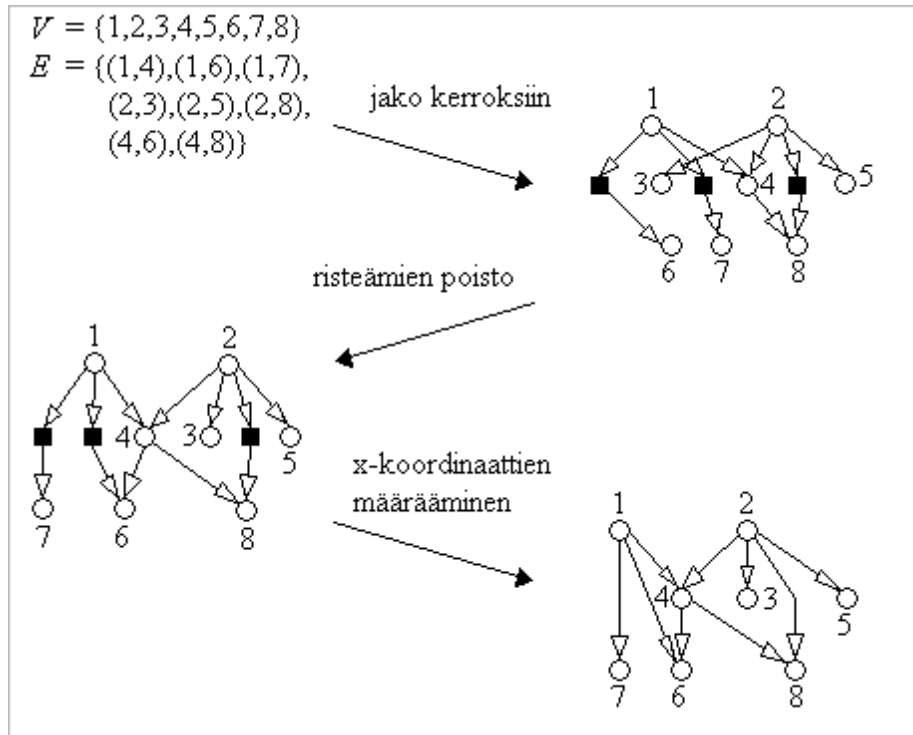 V = {1,2,3,4,5,6,7,8}
E = {(1,4),(1,6),(1,7),
(2,3),(2,5),(2,8),
(4,6),(4,8)}
jako kerroksiin
1 2
3 4 5
6 7 8
risteämien poisto
1 2
4 3 5
7 6 8
x-koordinaattien
määrääminen
1 2
4 3 5
7 6 8